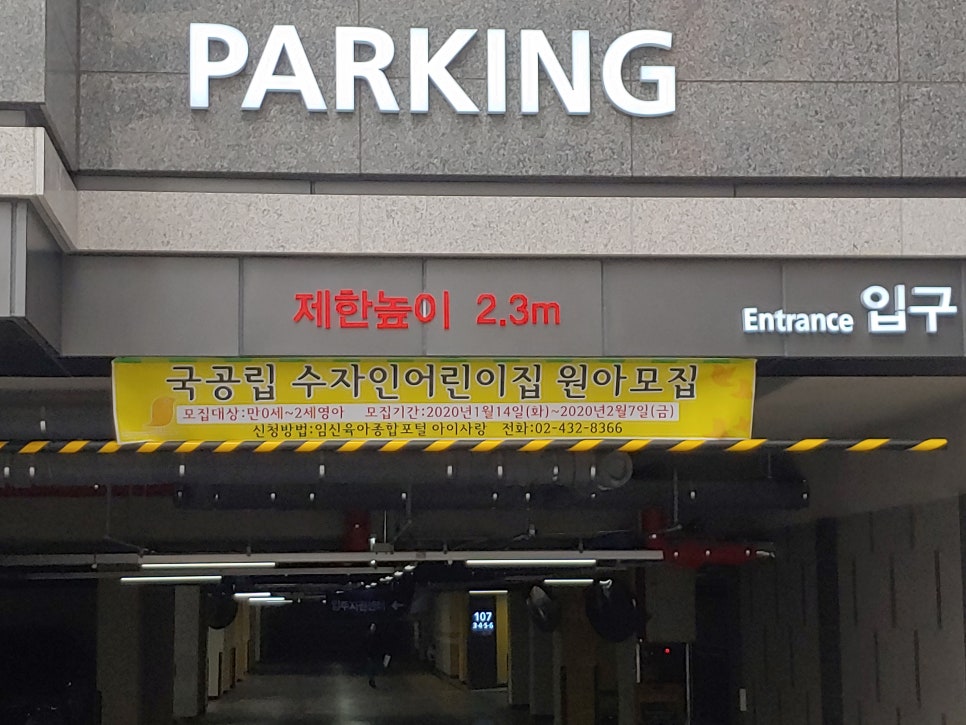 PARKING
제한높이 2.3m
Entrance 입구
국공립 수자인어린이집 원아모집
모집대상:만0세~2세영아 모집기간:2020년1월14일(화)~2020년2월7일(금)
신청방법:임신육아종합포털 아이사랑 전화:02-432-8366
107